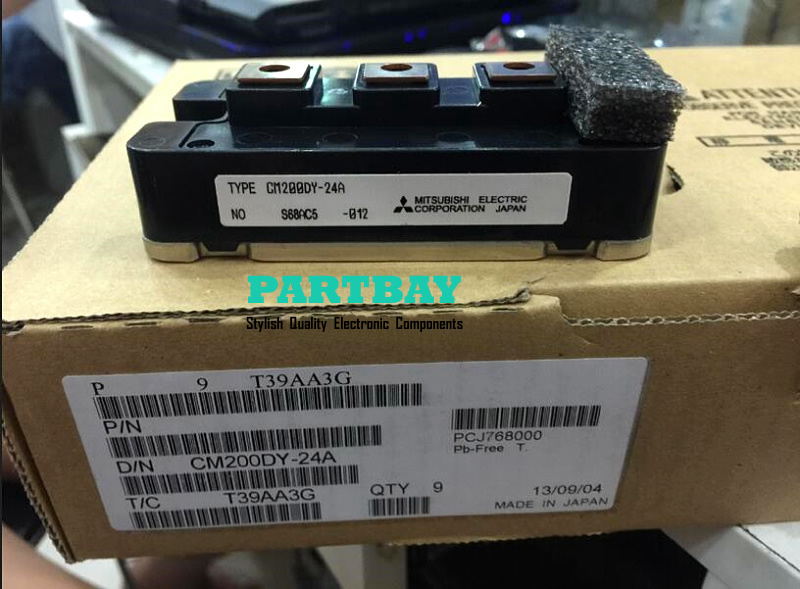 ATTENTI
TYPE CM200DY-24A
NO S68AC5 -012
MITSUBISHI ELECTRIC
CORPORATION JAPAN
PARTBAY
Stylish Quality Electronic Components
P 9 T39AA3G
P/N
PCJ768000
Pb-Free T.
D/N CM200DY-24A
T/C T39AA3G
QTY 9
13/09/04
MADE IN JAPAN